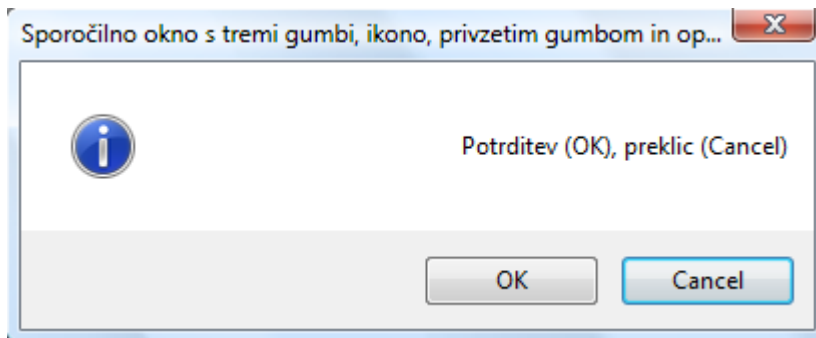 Sporočilno okno s tremi gumbi, ikono, privzetim gumbom in op...
Potrditev (OK), preklic (Cancel)
OK
Cancel